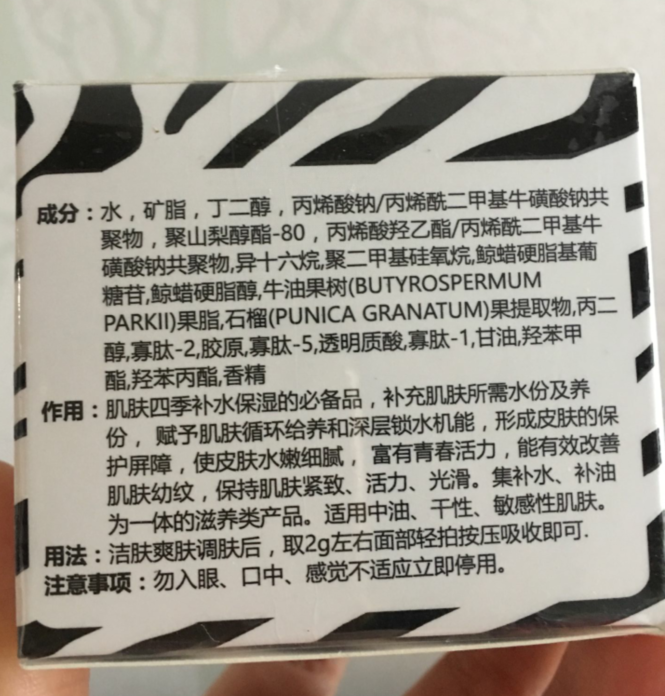 成分：水，矿脂，丁二醇，丙烯酸钠/丙烯酰二甲基牛磺酸钠共
聚物，聚山梨醇酯-80，丙烯酸羟乙酯/丙烯酰二甲基牛
磺酸钠共聚物,异十六烷,聚二甲基硅氧烷,鲸蜡硬脂基葡
糖苷,鲸蜡硬脂醇,牛油果树(BUTYROSPERMUM
PARKII)果脂,石榴(PUNICA GRANATUM)果提取物,丙二
醇,寡肽-2,胶原,寡肽-5,透明质酸,寡肽-1,甘油,羟苯甲
酯,羟苯丙酯,香精
作用：肌肤四季补水保湿的必备品，补充肌肤所需水份及养
份， 赋予肌肤循环给养和深层锁水机能，形成皮肤的保
护屏障，使皮肤水嫩细腻， 富有青春活力，能有效改善
肌肤幼纹，保持肌肤紧致、活力、光滑。集补水、补油
为一体的滋养类产品。适用中油、干性、敏感性肌肤。
用法：洁肤爽肤调肤后，取2g左右面部轻拍按压吸收即可.
注意事项：勿入眼、口中、感觉不适应立即停用。